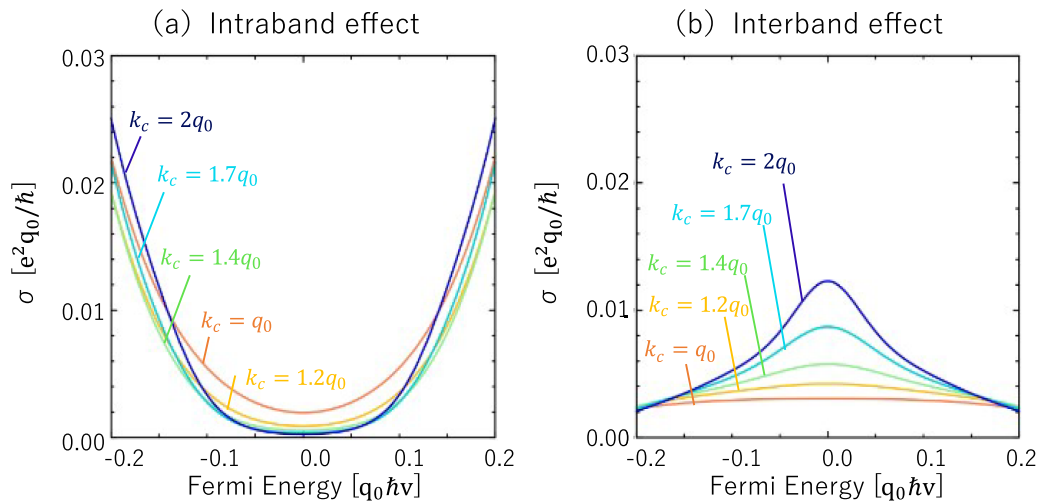 (a) Intraband effect
0.03
0.02
0.01
0.00
σ [e²q₀/ħ]
k_c = 2q₀
k_c = 1.7q₀
k_c = 1.4q₀
k_c = q₀
k_c = 1.2q₀
-0.2 -0.1 0.0 0.1 0.2
Fermi Energy [q₀ħv]
(b) Interband effect
0.03
0.02
0.01
0.00
σ [e²q₀/ħ]
k_c = 2q₀
k_c = 1.7q₀
k_c = 1.4q₀
k_c = 1.2q₀
k_c = q₀
-0.2 -0.1 0.0 0.1 0.2
Fermi Energy [q₀ħv]